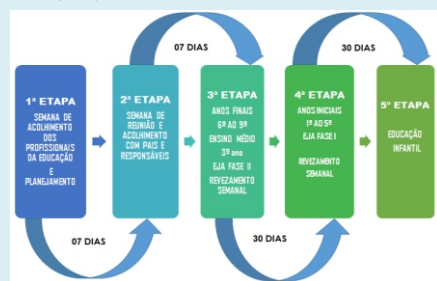 07 DIAS
30 DIAS
1ª ETAPA
SEMANA DE
ACOLHIMENTO
DOS
PROFISSIONAIS
DA EDUCAÇÃO
E
PLANEJAMENTO
2ª ETAPA
SEMANA DE
REUNIÃO E
ACOLHIMENTO
COM PAIS E
RESPONSÁVEIS
3ª ETAPA
ANOS FINAIS
6º AO 9º
ENSINO MÉDIO
3º ano
EJA FASE II
REVEZAMENTO
SEMANAL
4ª ETAPA
ANOS INICIAIS
1º AO 5º
EJA FASE I
REVEZAMENTO
SEMANAL
5º ETAPA
EDUCAÇÃO
INFANTIL
07 DIAS
30 DIAS